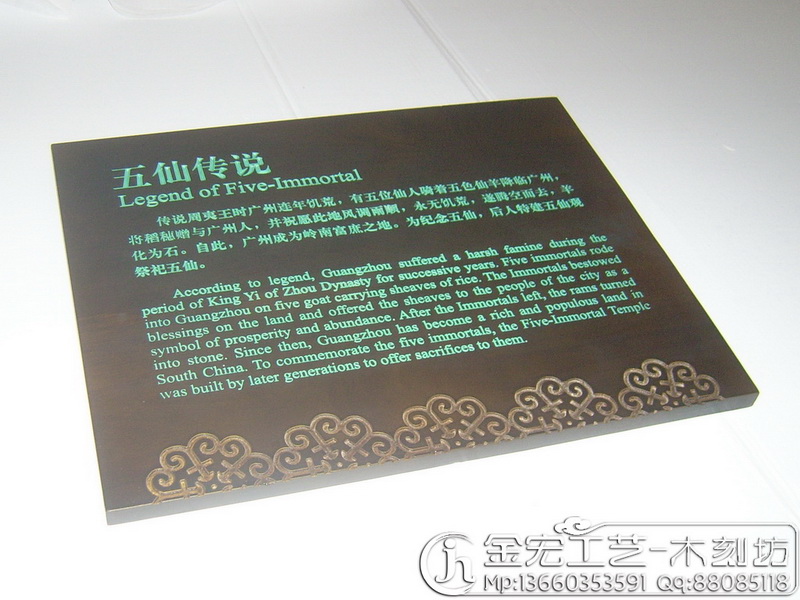 五仙传说
Legend of Five-Immortal
传说周夷王时广州连年饥荒，有五位仙人骑着五色仙羊降临广州，
将稻穗赠与广州人，并祝愿此地风调雨顺，永无饥荒，遂腾空而去，羊
化为石。自此，广州成为岭南富庶之地。为纪念五仙，后人特建五仙观
祭祀五仙。
According to legend, Guangzhou suffered a harsh famine during the
period of King Yi of Zhou Dynasty for successive years. Five immortals rode
into Guangzhou on five goat carrying sheaves of rice. The Immortals bestowed
blessings on the land and offered the sheaves to the people of the city as a
symbol of prosperity and abundance. After the Immortals left, the rams turned
into stone. Since then, Guangzhou has become a rich and populous land in
South China. To commemorate the five immortals, the Five-Immortal Temple
was built by later generations to offer sacrifices to them.
金宏工艺-木刻坊
Mp:13660353591 QQ:88085118